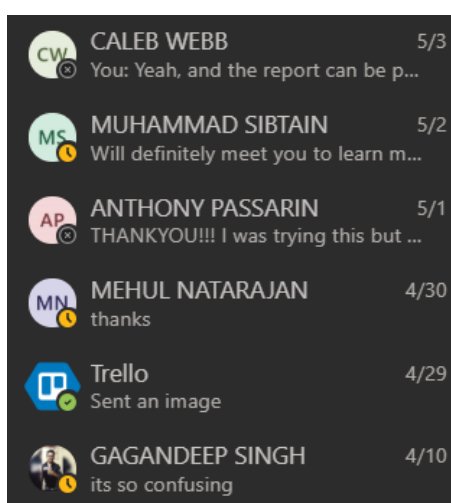 CW CALEB WEBB 5/3
You: Yeah, and the report can be p...
MS MUHAMMAD SIBTAIN 5/2
Will definitely meet you to learn m...
AP ANTHONY PASSARIN 5/1
THANKYOU!!! I was trying this but ...
MN MEHUL NATARAJAN 4/30
thanks
Trello 4/29
Sent an image
GAGANDEEP SINGH 4/10
its so confusing